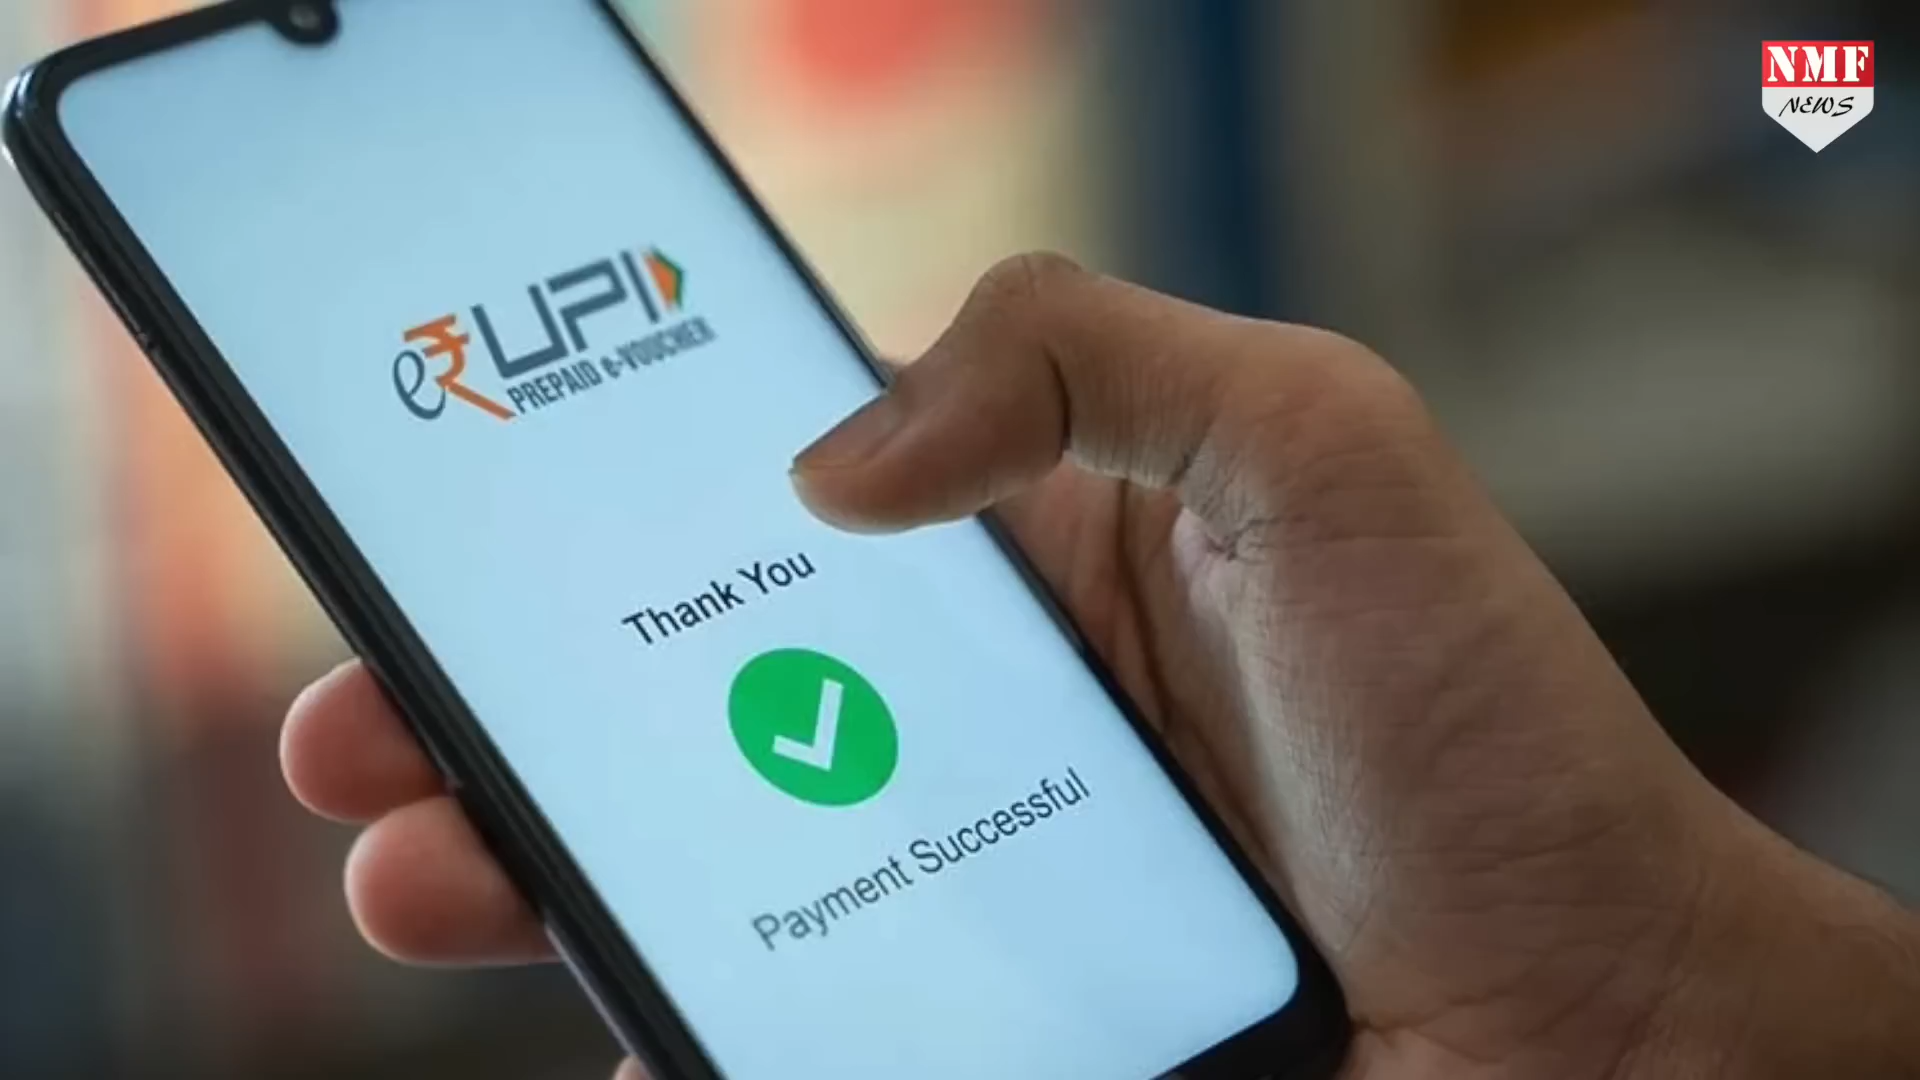 NMF
NEWS
e₹UPI
PREPAID e-VOUCHER
Thank You
Payment Successful